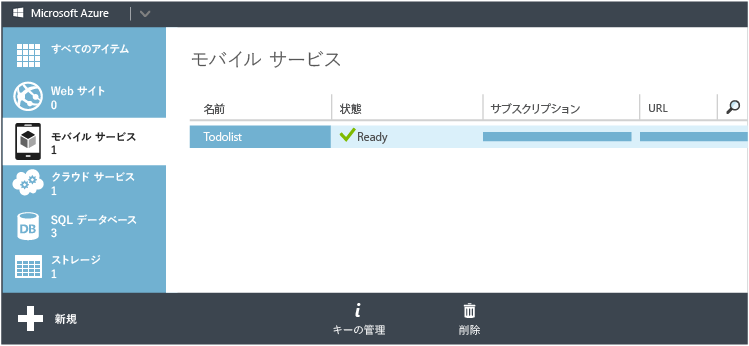 Microsoft Azure
すべてのアイテム
Web サイト
0
モバイル サービス
1
クラウド サービス
1
SQL データベース
3
DB
ストレージ
1
モバイル サービス
名前 状態 サブスクリプション URL
Todolist Ready
新規
キーの管理
削除